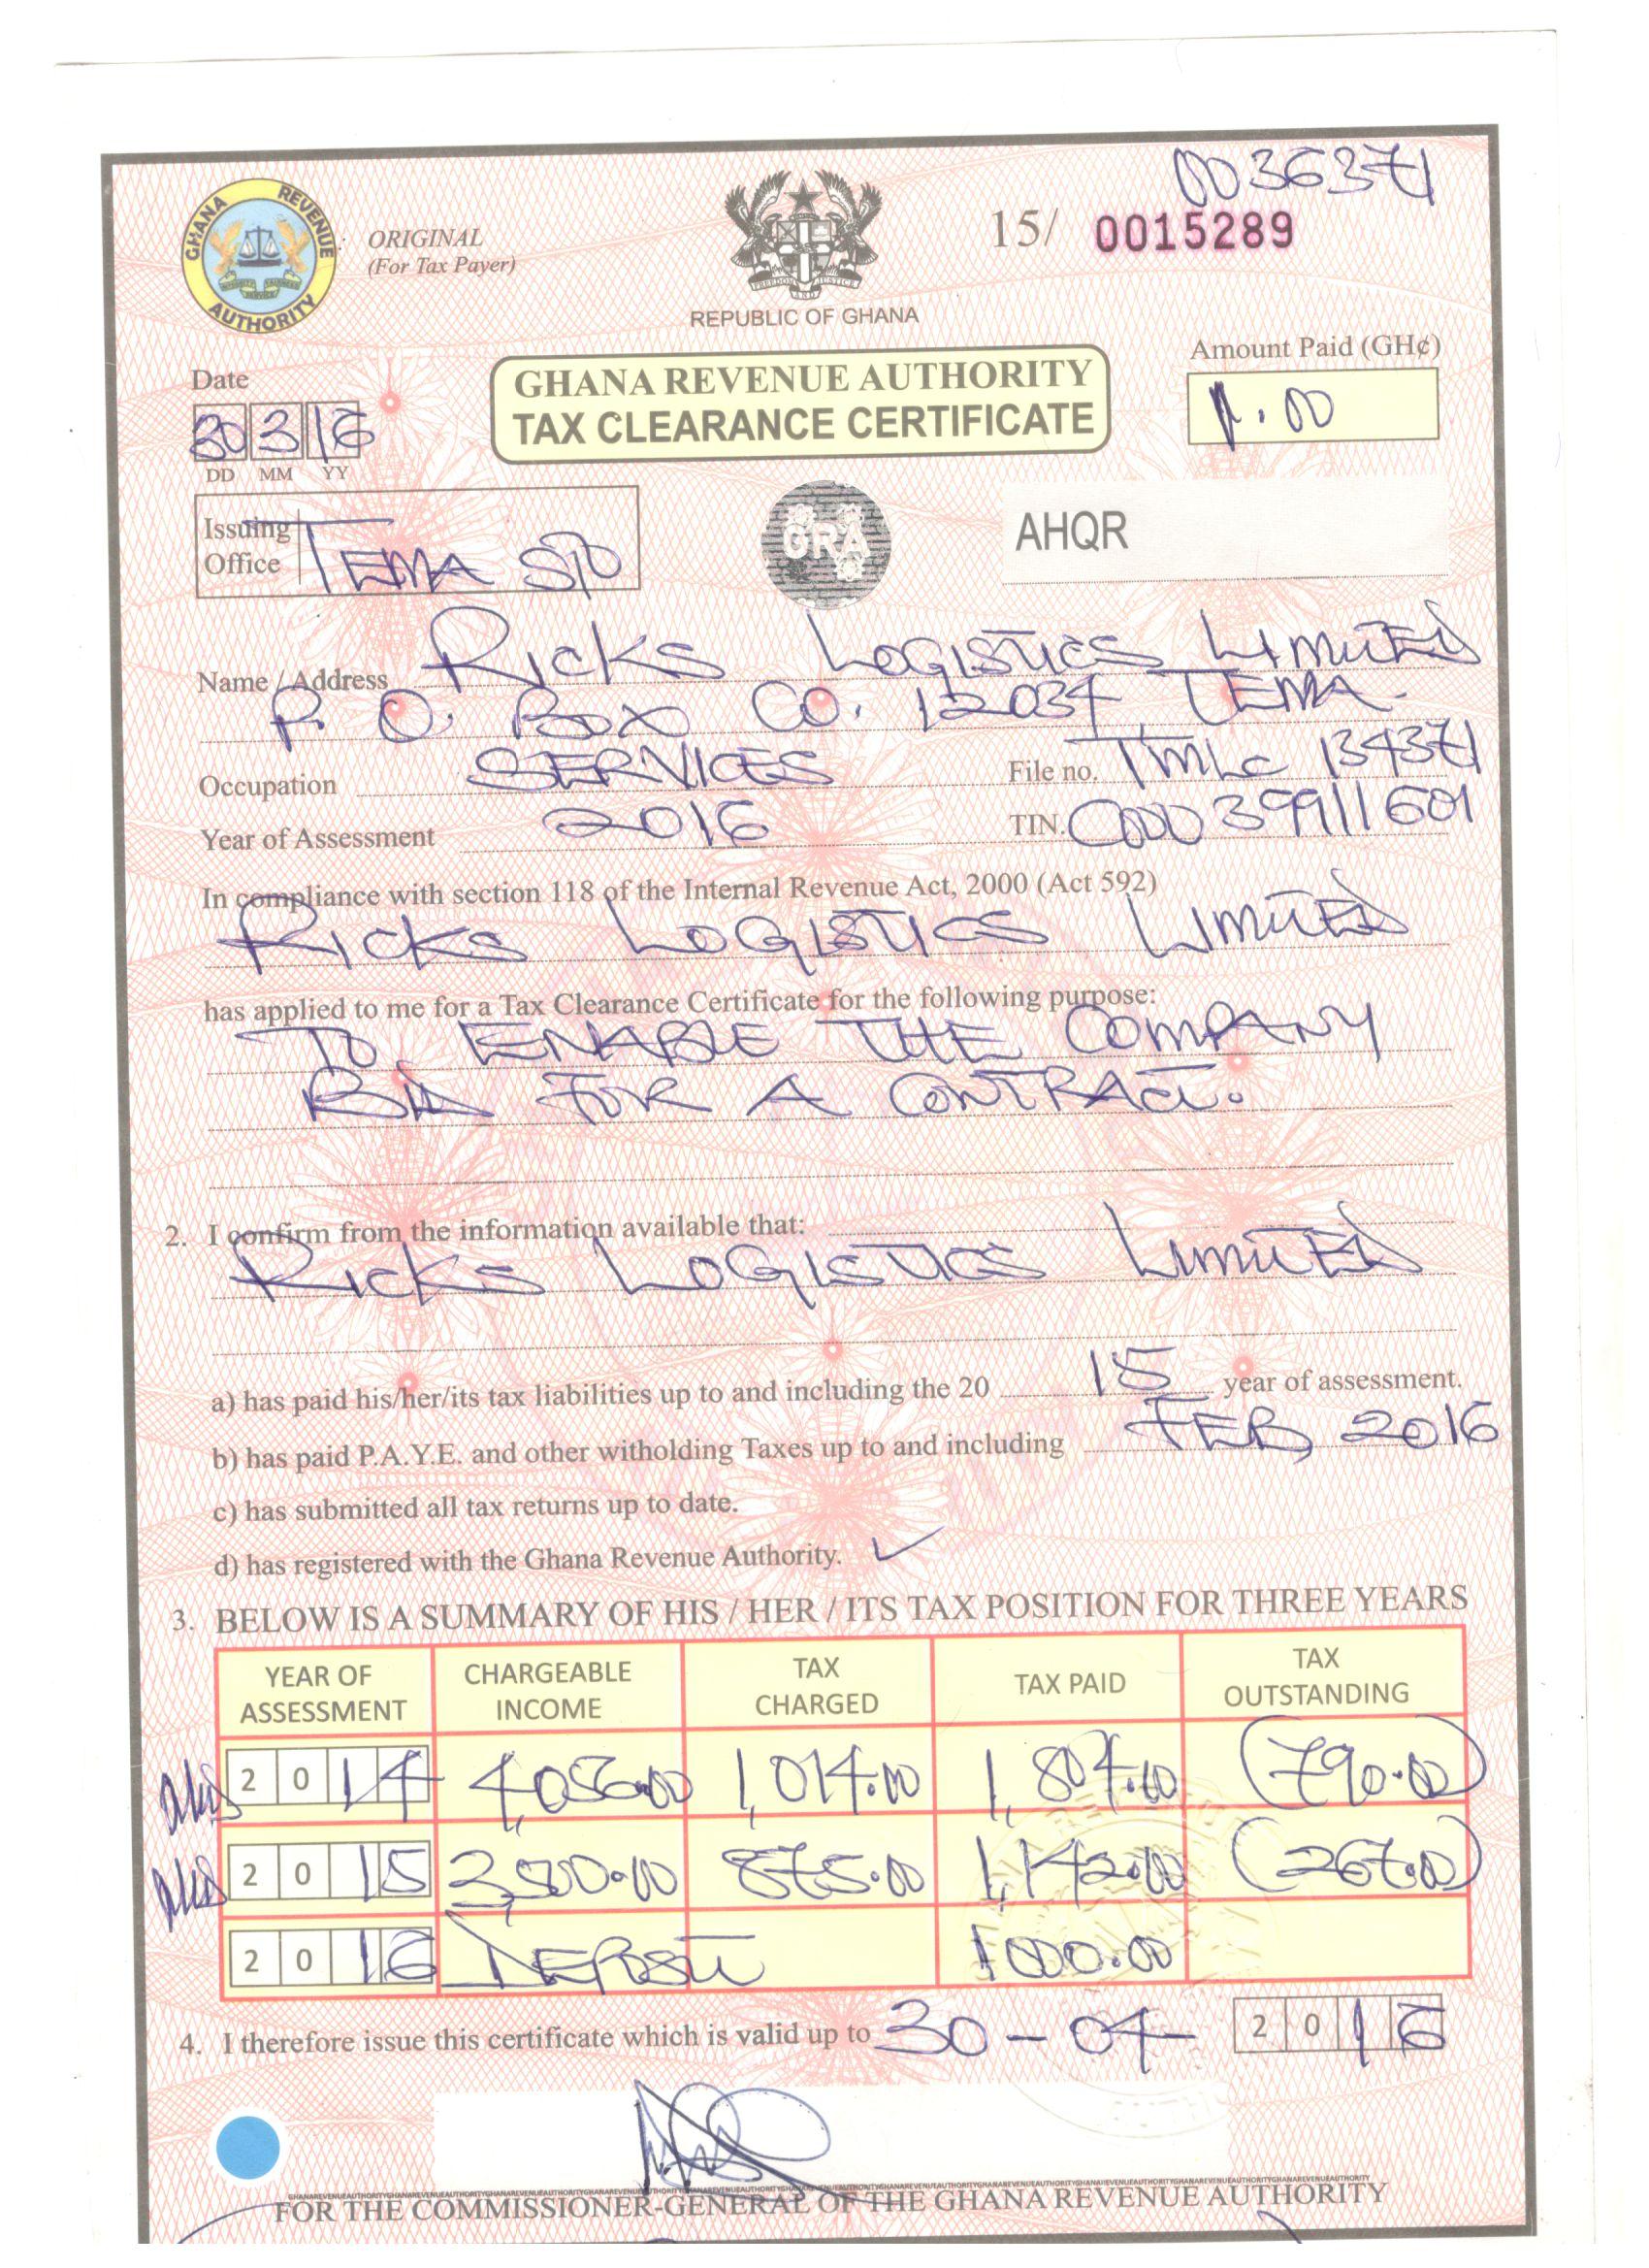 0036371
GHANA REVENUE AUTHORITY
ORIGINAL
(For Tax Payer)
FREEDOM AND JUSTICE
REPUBLIC OF GHANA
15/ 0015289
Date
30 3 16
DD MM YY
GHANA REVENUE AUTHORITY
TAX CLEARANCE CERTIFICATE
Amount Paid (GH¢)
1.00
Issuing Office TEMA SPO
GRA
AHQR
Name / Address RICKS LOGISTICS LIMITED
P. O. BOX CO. 12034, TEMA.
Occupation SERVICES File no. TMLC 134371
Year of Assessment 2016 TIN. C00039911601
In compliance with section 118 of the Internal Revenue Act, 2000 (Act 592)
RICKS LOGISTICS LIMITED
has applied to me for a Tax Clearance Certificate for the following purpose:
TO ENABLE THE COMPANY
BID FOR A CONTRACT.
2. I confirm from the information available that:
RICKS LOGISTICS LIMITED
a) has paid his/her/its tax liabilities up to and including the 20 15 year of assessment.
b) has paid P.A.Y.E. and other witholding Taxes up to and including FEB 2016
c) has submitted all tax returns up to date.
d) has registered with the Ghana Revenue Authority. ✓
3. BELOW IS A SUMMARY OF HIS / HER / ITS TAX POSITION FOR THREE YEARS
YEAR OF ASSESSMENT CHARGEABLE INCOME TAX CHARGED TAX PAID TAX OUTSTANDING
2014 4,056.00 1,014.00 1,804.00 (790.00)
2015 3,500.00 875.00 1,142.00 (267.00)
2016 DEPOSIT 1000.00
4. I therefore issue this certificate which is valid up to 30-04-2016
FOR THE COMMISSIONER-GENERAL OF THE GHANA REVENUE AUTHORITY